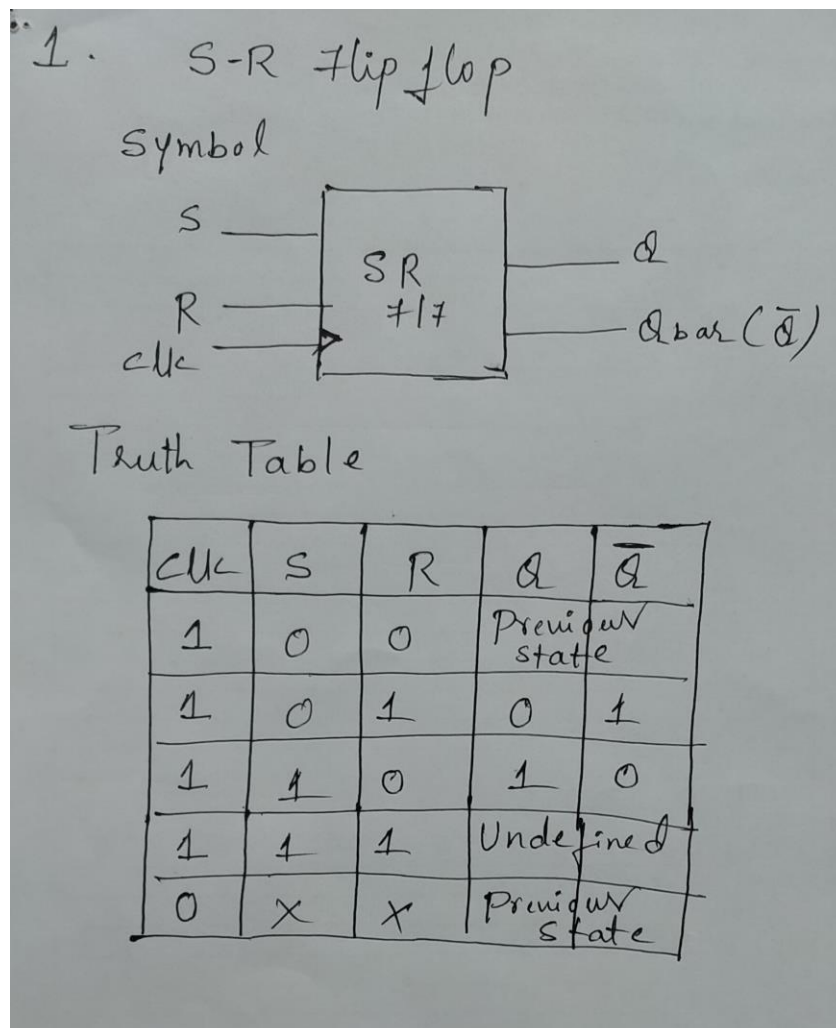 1. S-R Flip flop
Symbol
S
R
clk
SR
F/F
Q
Qbar (Q̅)
Truth Table
Clk S R Q Q̅
1 0 0 Previous state
1 0 1 0 1
1 1 0 1 0
1 1 1 Undefined
0 X X Previous state